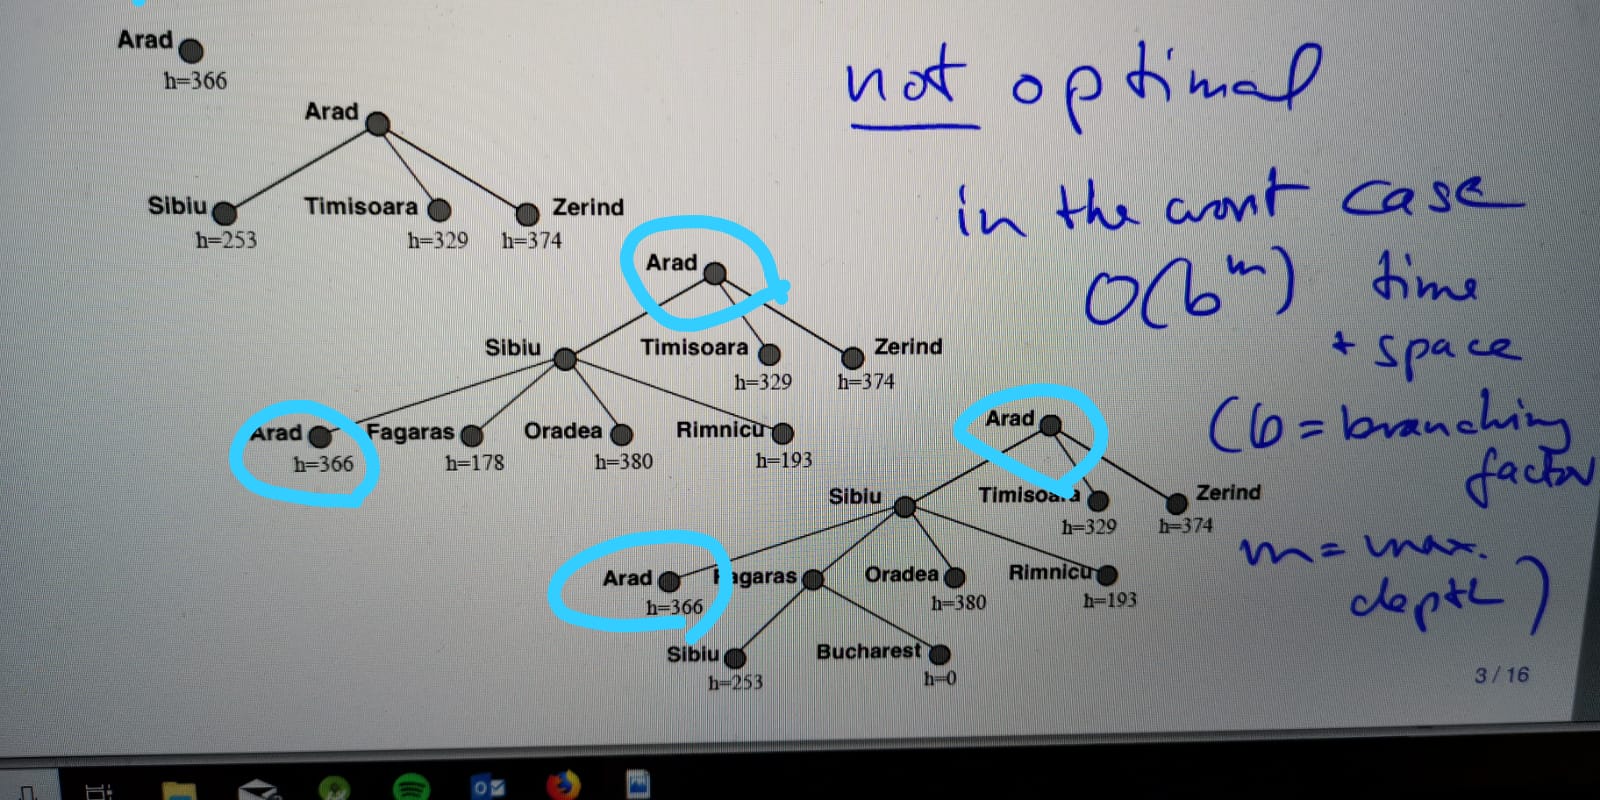 Arad
h=366
Arad
Sibiu Timisoara Zerind
h=253 h=329 h=374
Arad
Sibiu Timisoara Zerind
h=329 h=374
Arad Fagaras Oradea Rimnicu
h=366 h=178 h=380 h=193
Arad
Sibiu Timisoara Zerind
h=329 h=374
Arad Fagaras Oradea Rimnicu
h=366 h=380 h=193
Sibiu Bucharest
h=253 h=0
not optimal
in the worst case
O(b^m) time
+ space
(b = branching
factor
m = max.
depth)
3 / 16